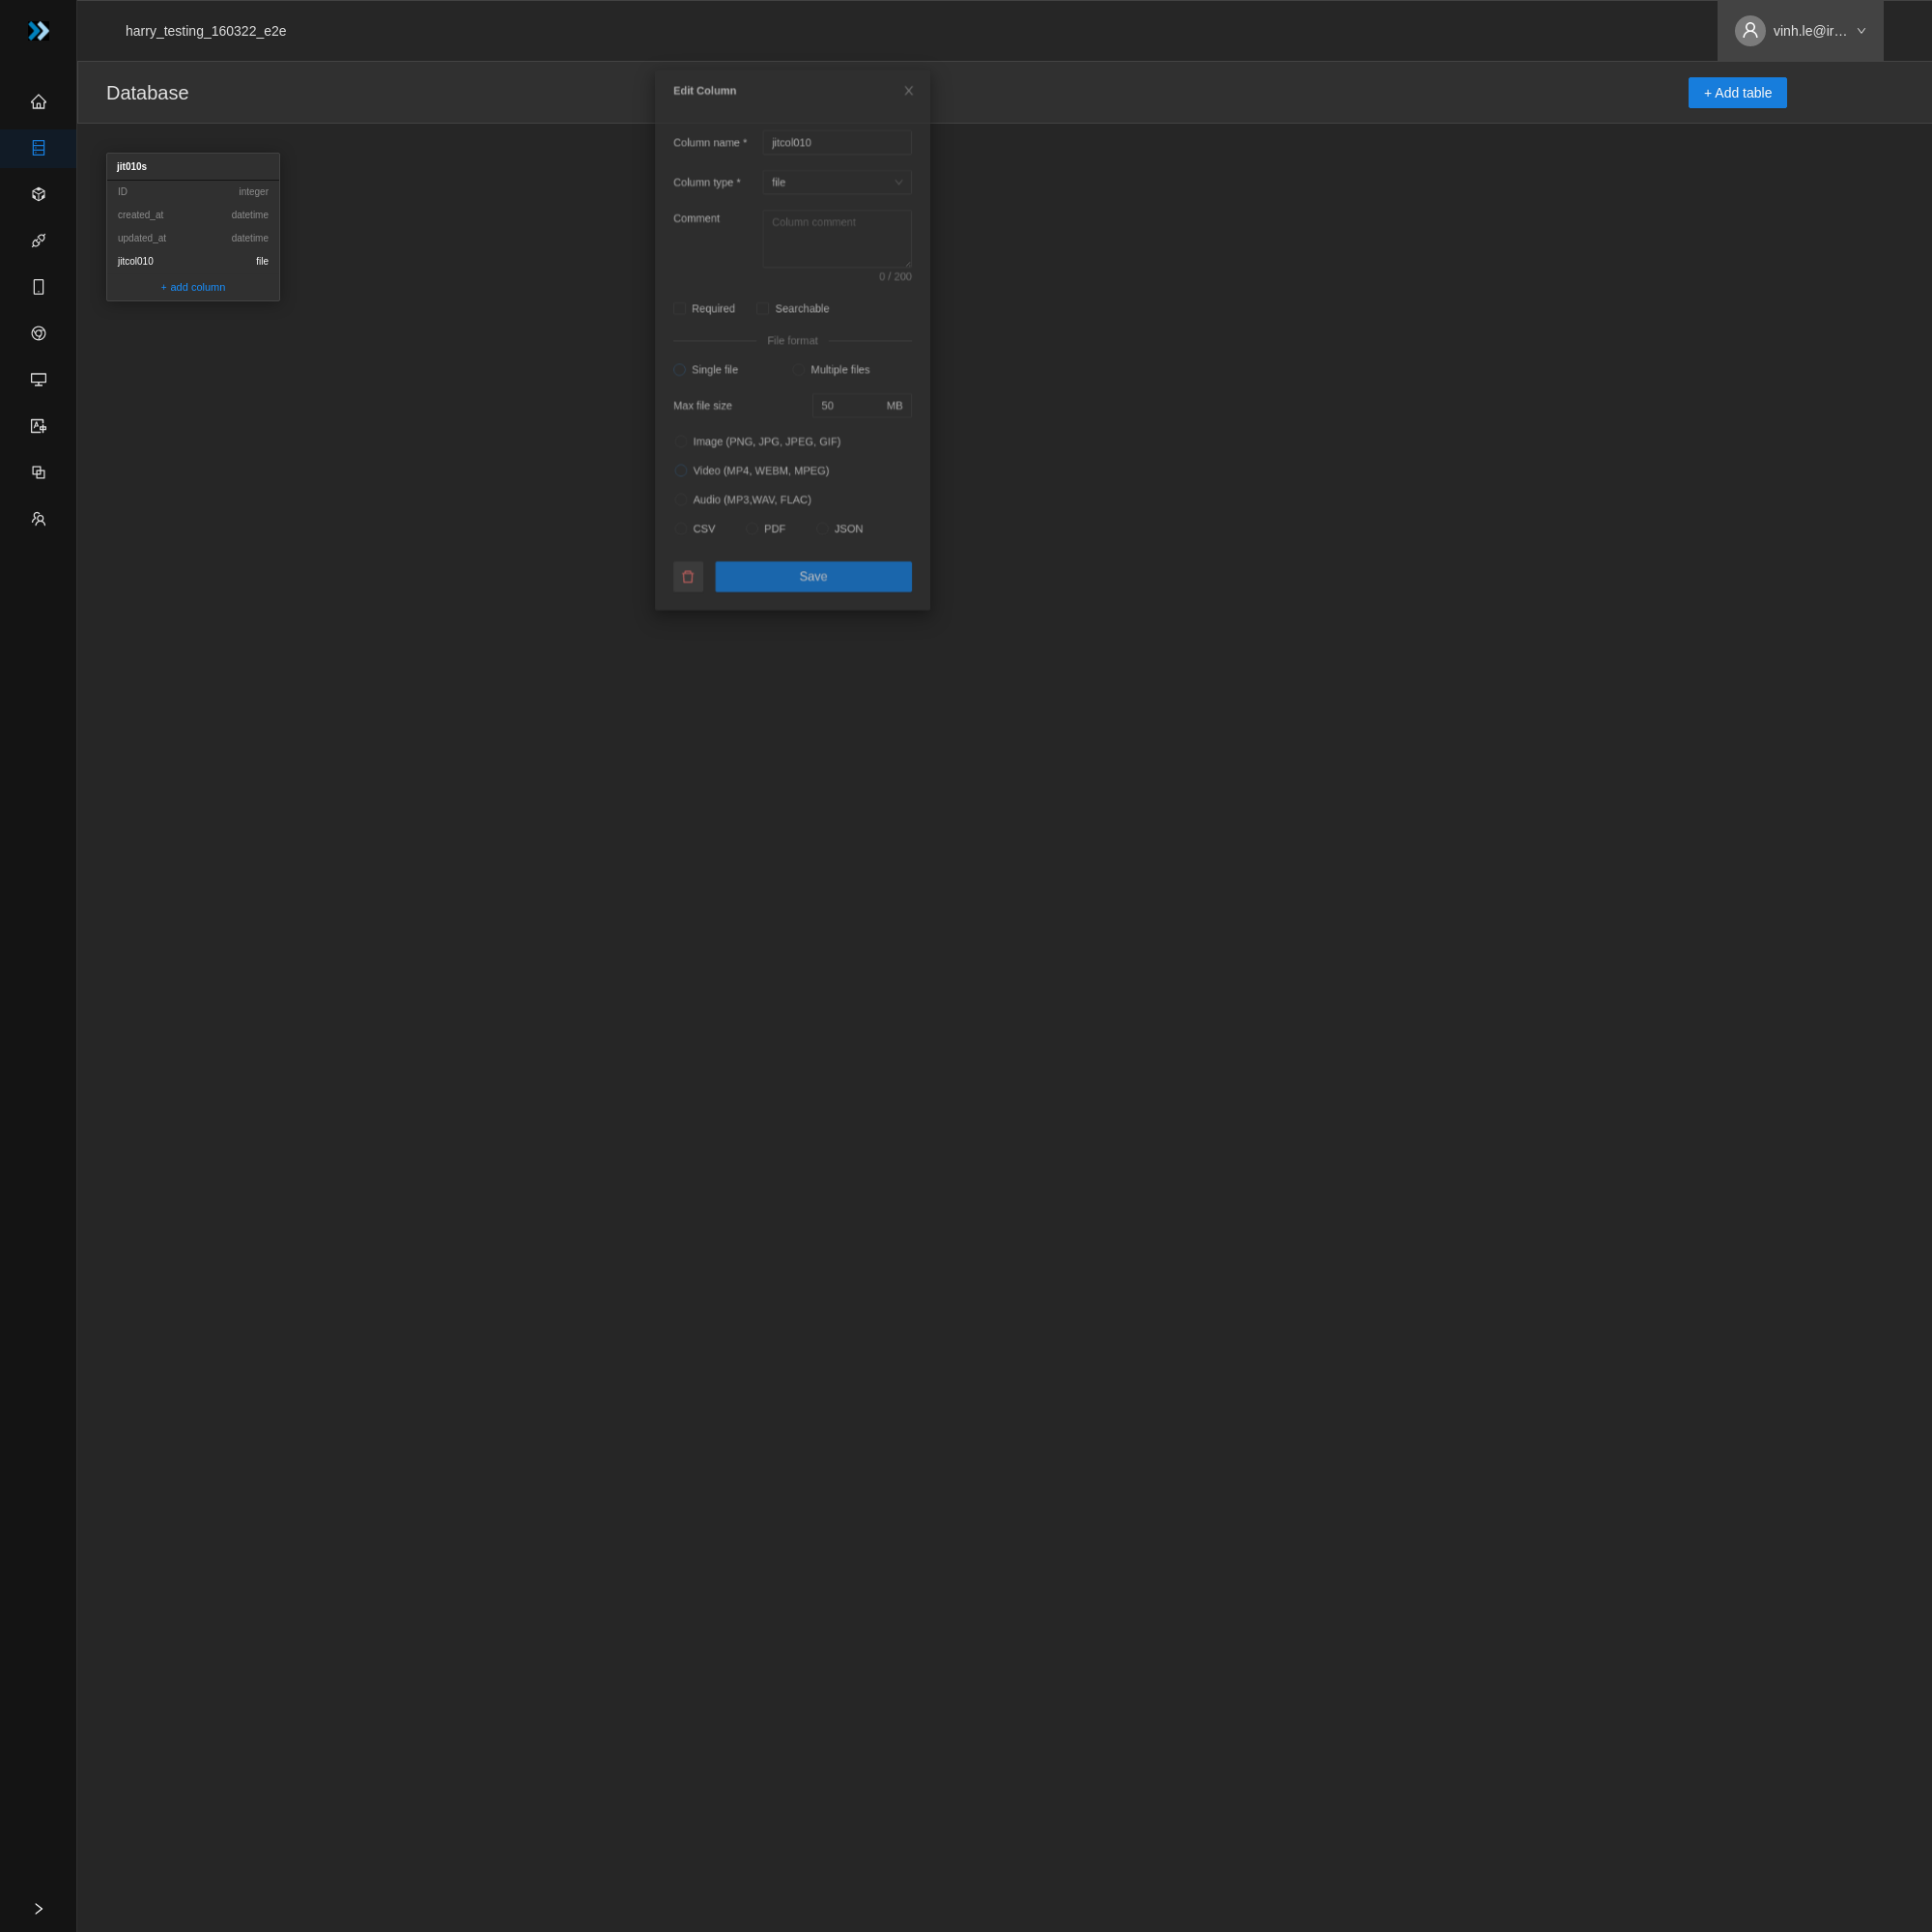 harry_testing_160322_e2e
vinh.le@ir...
Database
+ Add table
jit010s
ID integer
created_at datetime
updated_at datetime
jitcol010 file
+ add column
Edit Column
Column name * jitcol010
Column type * file
Comment Column comment
0 / 200
Required Searchable
File format
Single file Multiple files
Max file size 50 MB
Image (PNG, JPG, JPEG, GIF)
Video (MP4, WEBM, MPEG)
Audio (MP3,WAV, FLAC)
CSV PDF JSON
Save